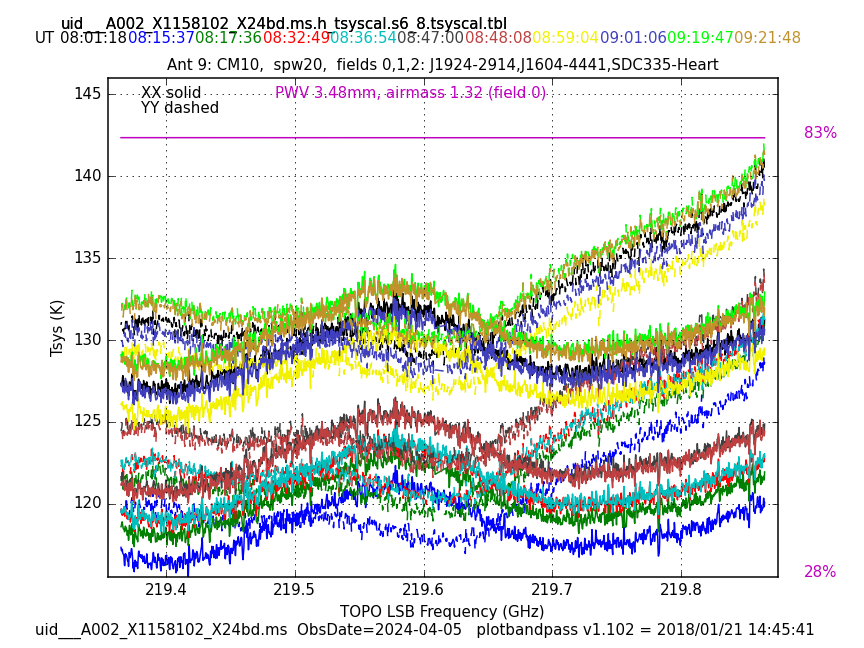 uid___A002_X1158102_X24bd.ms.h_tsyscal.s6_8.tsyscal.tbl
UT 08:01:18 08:15:37 08:17:36 08:32:49 08:36:54 08:47:00 08:48:08 08:59:04 09:01:06 09:19:47 09:21:48
Ant 9: CM10,  spw20,  fields 0,1,2: J1924-2914,J1604-4441,SDC335-Heart
XX solid
PWV 3.48mm, airmass 1.32 (field 0)
YY dashed
145
140
135
130
125
120
83%
28%
Tsys (K)
219.4 219.5 219.6 219.7 219.8
TOPO LSB Frequency (GHz)
uid___A002_X1158102_X24bd.ms  ObsDate=2024-04-05   plotbandpass v1.102 = 2018/01/21 14:45:41